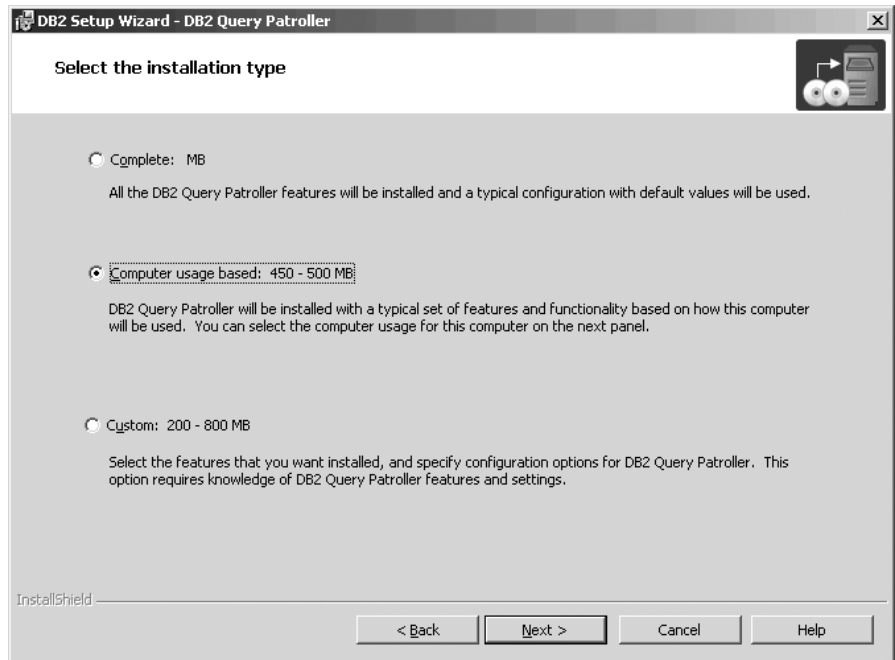 DB2 Setup Wizard - DB2 Query Patroller
Select the installation type
Complete: MB
All the DB2 Query Patroller features will be installed and a typical configuration with default values will be used.
Computer usage based: 450 - 500 MB
DB2 Query Patroller will be installed with a typical set of features and functionality based on how this computer
will be used. You can select the computer usage for this computer on the next panel.
Custom: 200 - 800 MB
Select the features that you want installed, and specify configuration options for DB2 Query Patroller. This
option requires knowledge of DB2 Query Patroller features and settings.
InstallShield
< Back
Next >
Cancel
Help